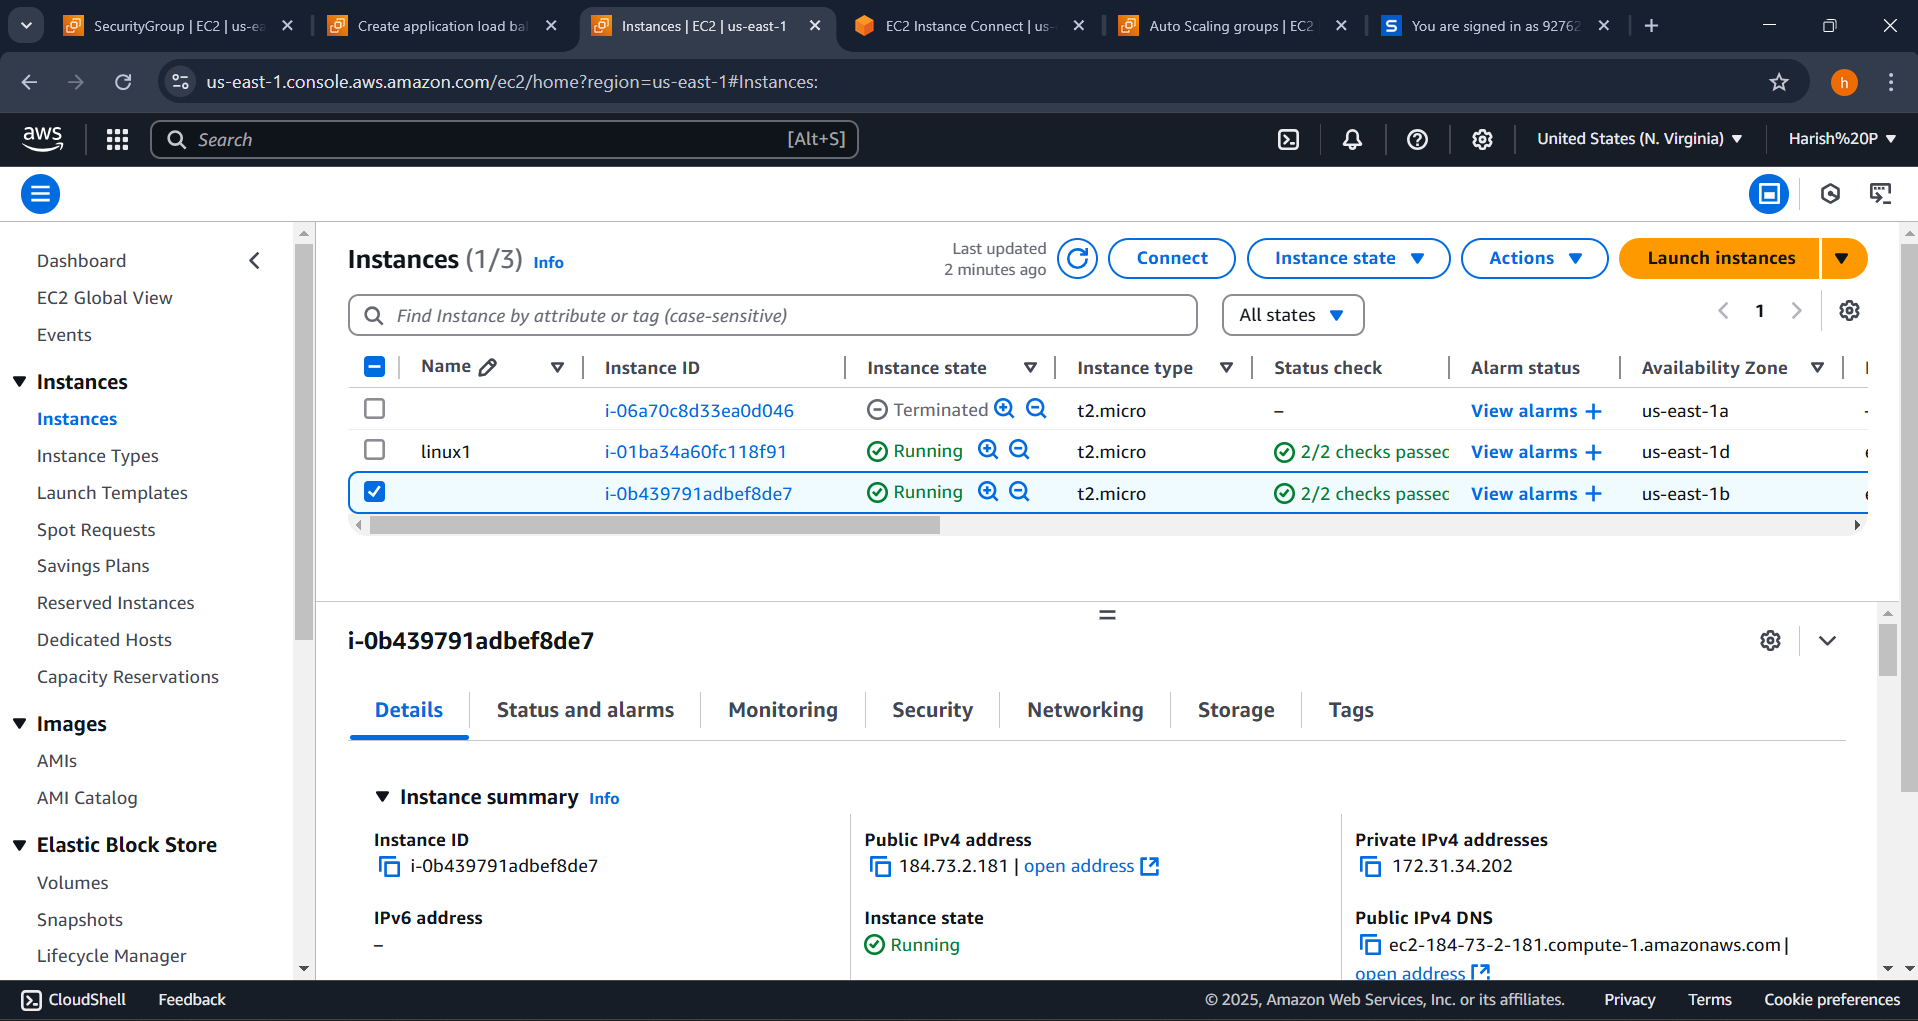 SecurityGroup | EC2 | us-ea
Create application load bal
Instances | EC2 | us-east-1
EC2 Instance Connect | us-
Auto Scaling groups | EC2
You are signed in as 92762
us-east-1.console.aws.amazon.com/ec2/home?region=us-east-1#Instances:
h
aws
Search
[Alt+S]
United States (N. Virginia)
Harish%20P
Dashboard
EC2 Global View
Events
Instances
Instances
Instance Types
Launch Templates
Spot Requests
Savings Plans
Reserved Instances
Dedicated Hosts
Capacity Reservations
Images
AMIs
AMI Catalog
Elastic Block Store
Volumes
Snapshots
Lifecycle Manager
Instances (1/3) Info
Last updated
2 minutes ago
Connect
Instance state
Actions
Launch instances
Find Instance by attribute or tag (case-sensitive)
All states
1
Name Instance ID Instance state Instance type Status check Alarm status Availability Zone
i-06a70c8d33ea0d046 Terminated t2.micro – View alarms + us-east-1a -
linux1 i-01ba34a60fc118f91 Running t2.micro 2/2 checks passed View alarms + us-east-1d e
i-0b439791adbef8de7 Running t2.micro 2/2 checks passed View alarms + us-east-1b e
i-0b439791adbef8de7
Details Status and alarms Monitoring Security Networking Storage Tags
Instance summary Info
Instance ID
i-0b439791adbef8de7
IPv6 address
–
Public IPv4 address
184.73.2.181 | open address
Instance state
Running
Private IPv4 addresses
172.31.34.202
Public IPv4 DNS
ec2-184-73-2-181.compute-1.amazonaws.com |
open address
CloudShell Feedback © 2025, Amazon Web Services, Inc. or its affiliates. Privacy Terms Cookie preferences